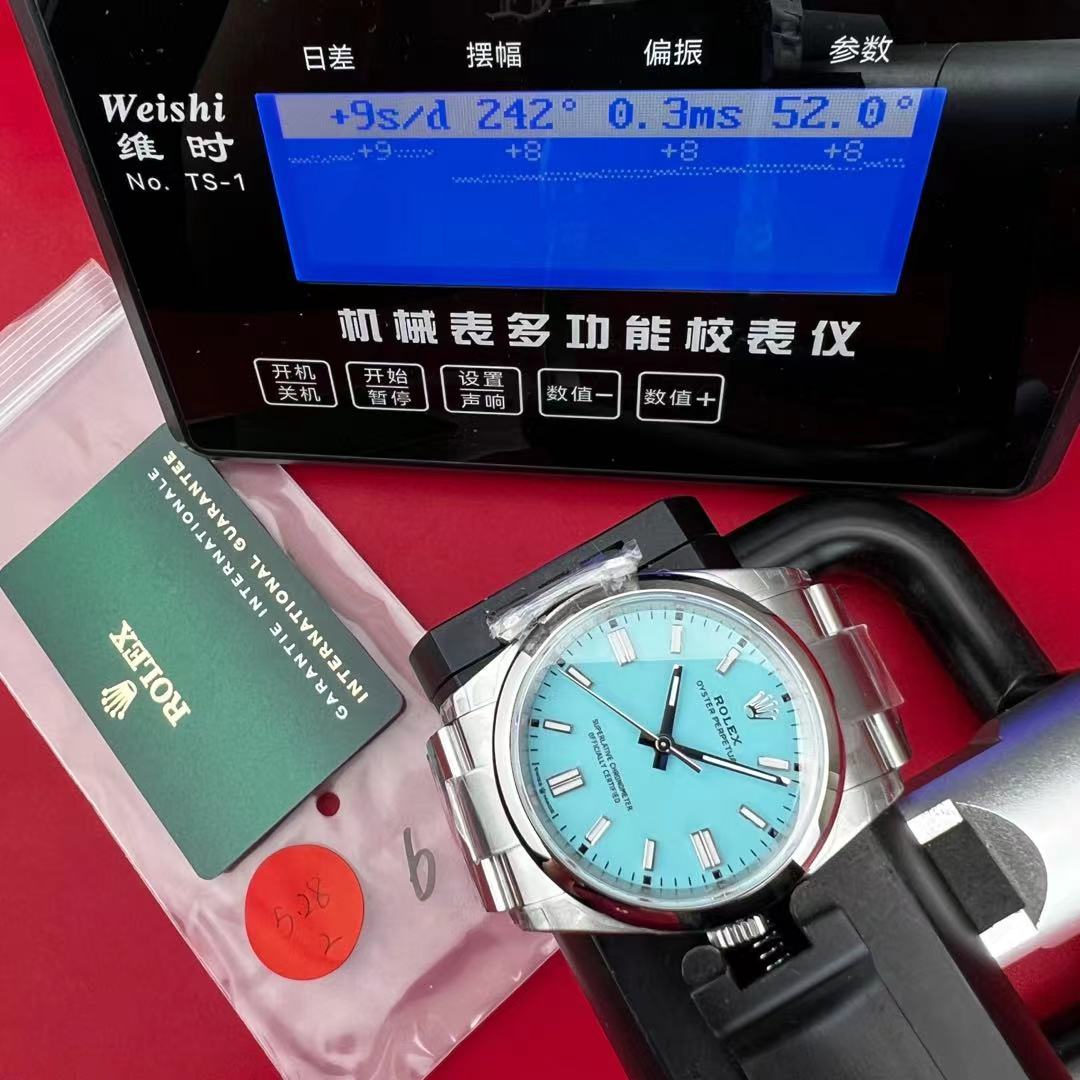 日差 摆幅 偏振 参数
Weishi
维时
No. TS-1
+9s/d 242° 0.3ms 52.0°
+9 +8 +8 +8
机械表多功能校表仪
开机 开始 设置 数值- 数值+
关机 暂停 声响
GARANTIE INTERNATIONALE
INTERNATIONAL GUARANTEE
ROLEX
5.28
2
6
ROLEX
OYSTER PERPETUAL
SUPERLATIVE CHRONOMETER
OFFICIALLY CERTIFIED